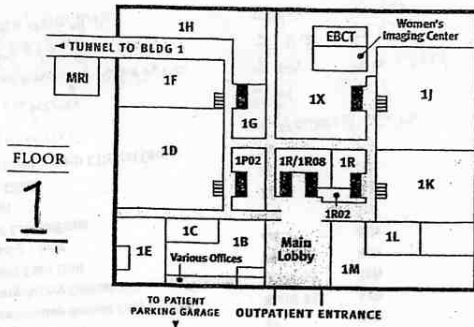 1H
EBCT
Women's
Imaging Center
◄ TUNNEL TO BLDG 1
MRI
1F
1X
1J
1G
FLOOR
1
1D
1P02
1R/1R08
1R
1K
1R02
1C
1B
Main
Lobby
1L
1E
Various Offices
1M
TO PATIENT
PARKING GARAGE
▼
OUTPATIENT ENTRANCE